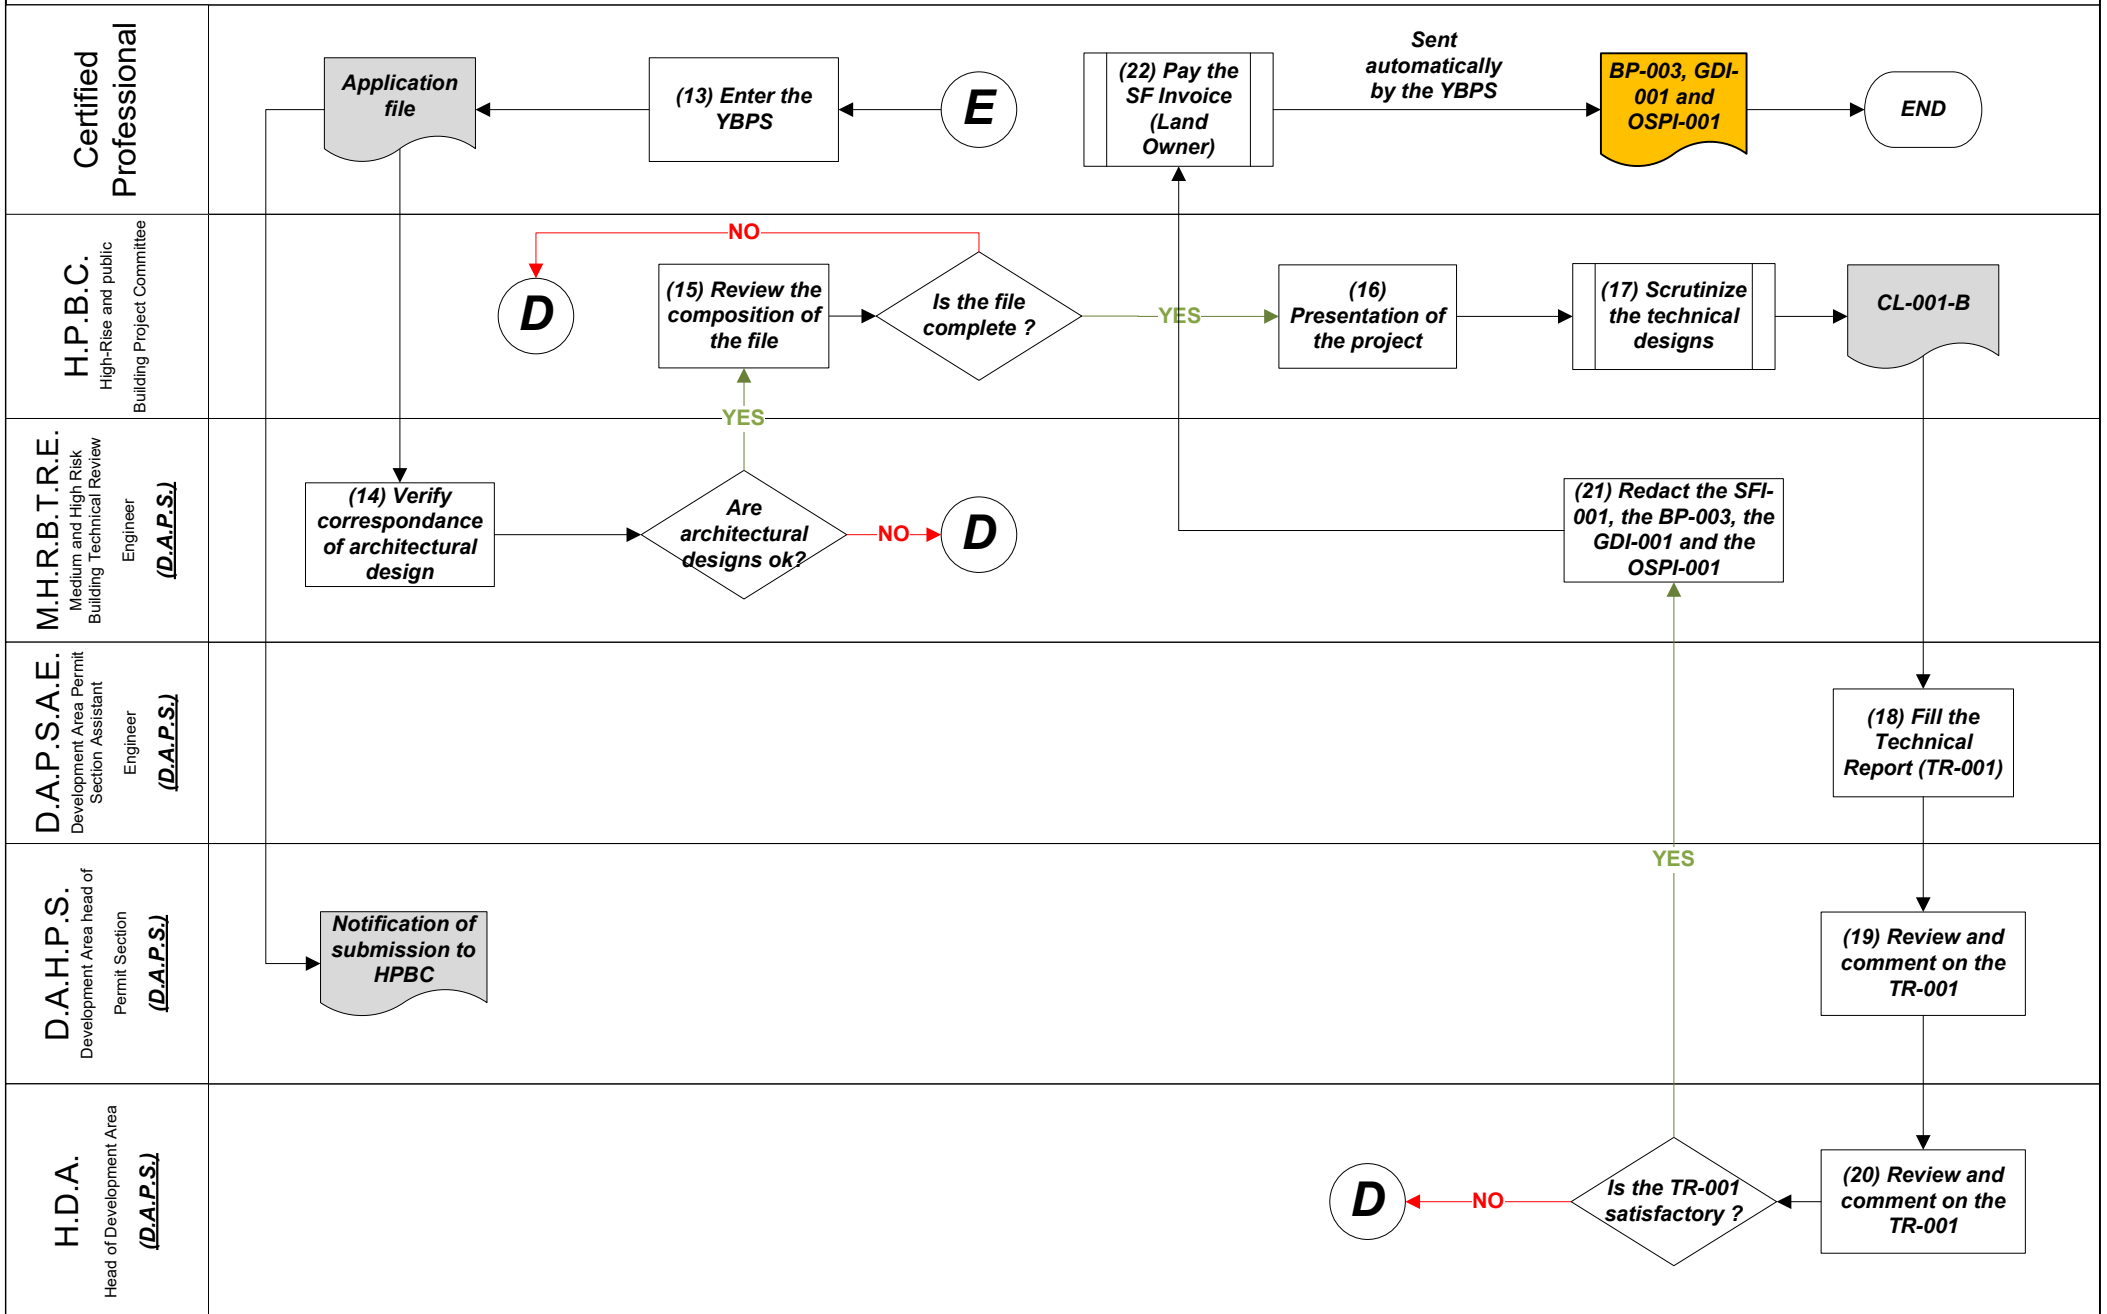 Certified
Professional
Application
file
(13) Enter the
YBPS
E
(22) Pay the
SF Invoice
(Land
Owner)
Sent
automatically
by the YBPS
BP-003, GDI-
001 and
OSPI-001
END
H.P.B.C.
High-Rise and public
Building Project Committee
NO
D
(15) Review the
composition of
the file
Is the file
complete ?
YES
(16)
Presentation of
the project
(17) Scrutinize
the technical
designs
CL-001-B
YES
M.H.R.B.T.R.E.
Medium and High Risk
Building Technical Review
Engineer
(D.A.P.S.)
(14) Verify
correspondance
of architectural
design
Are
architectural
designs ok?
NO
D
(21) Redact the SFI-
001, the BP-003, the
GDI-001 and the
OSPI-001
D.A.P.S.A.E.
Development Area Permit
Section Assistant
Engineer
(D.A.P.S.)
(18) Fill the
Technical
Report (TR-001)
YES
D.A.H.P.S.
Development Area head of
Permit Section
(D.A.P.S.)
Notification of
submission to
HPBC
(19) Review and
comment on the
TR-001
H.D.A.
Head of Development Area
(D.A.P.S.)
D
NO
Is the TR-001
satisfactory ?
(20) Review and
comment on the
TR-001